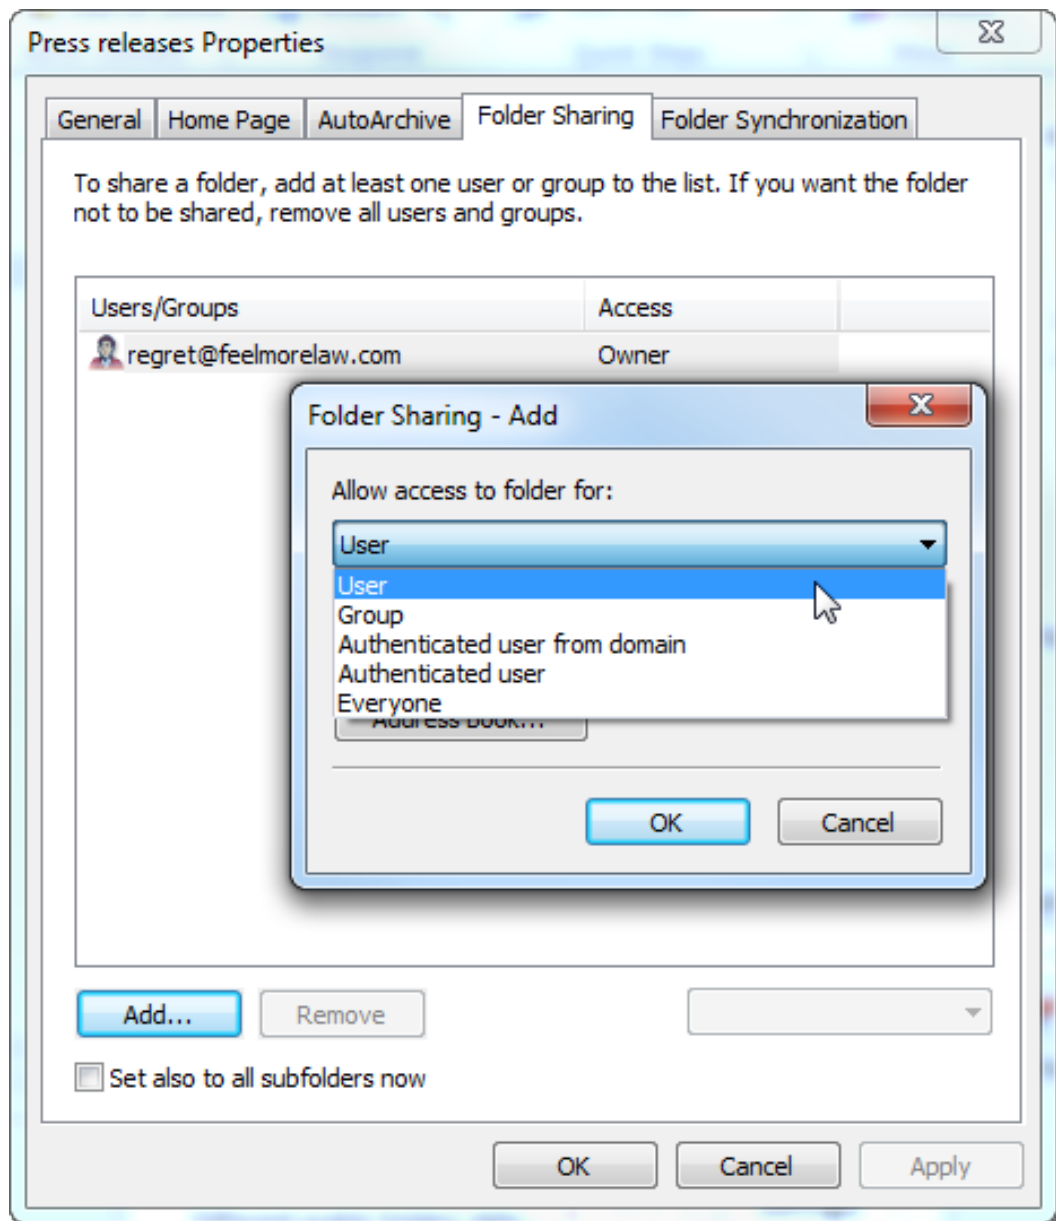 Press releases Properties
General Home Page AutoArchive Folder Sharing Folder Synchronization
To share a folder, add at least one user or group to the list. If you want the folder
not to be shared, remove all users and groups.
Users/Groups Access
regret@feelmorelaw.com Owner
Folder Sharing - Add
Allow access to folder for:
User
User
Group
Authenticated user from domain
Authenticated user
Everyone
Address Book...
OK Cancel
Add... Remove
Set also to all subfolders now
OK Cancel Apply